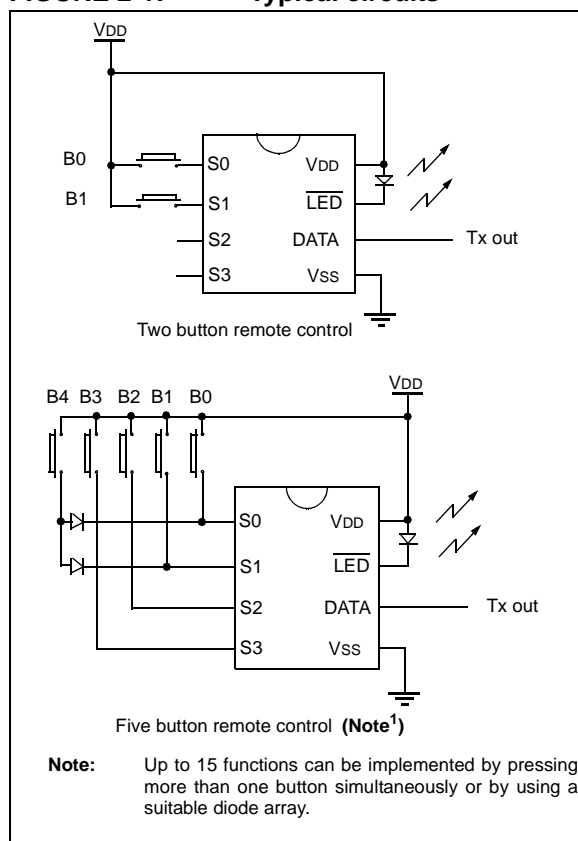 FIGURE 2-1: Typical circuits
VDD
B0 S0 VDD
B1 S1 LED
S2 DATA Tx out
S3 VSS
Two button remote control
B4 B3 B2 B1 B0 VDD
S0 VDD
S1 LED
S2 DATA Tx out
S3 VSS
Five button remote control (Note1)
Note: Up to 15 functions can be implemented by pressing
more than one button simultaneously or by using a
suitable diode array.